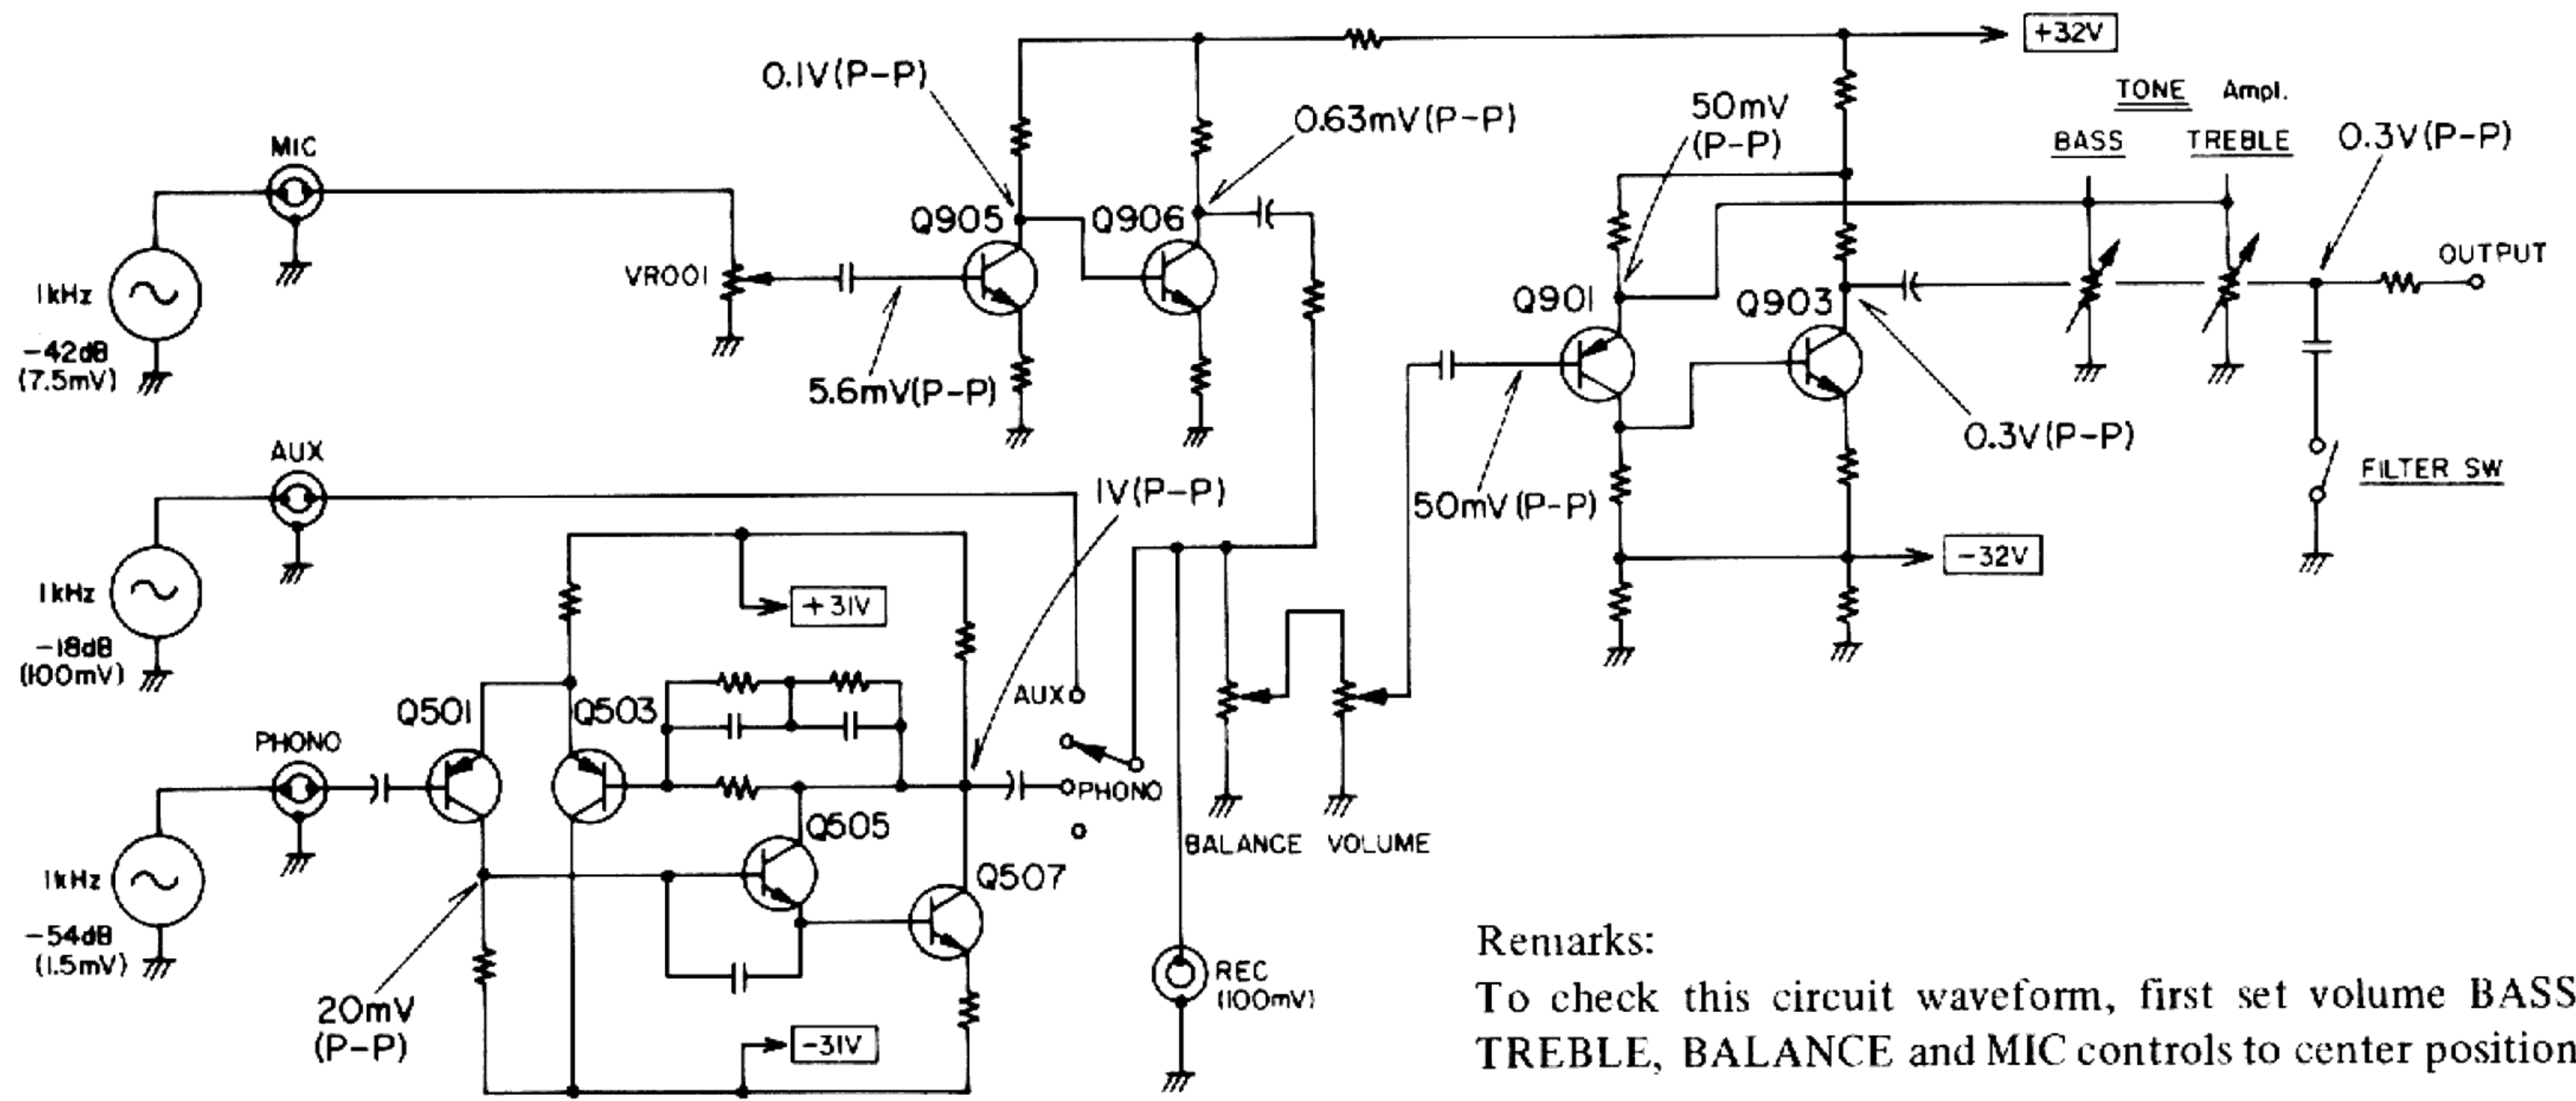 0.1V(P-P)
+32V
TONE Ampl.
50mV
(P-P)
0.63mV(P-P)
BASS TREBLE
0.3V(P-P)
MIC
Q905
Q906
VR001
1kHz
-42dB
(7.5mV)
5.6mV(P-P)
Q901
Q903
OUTPUT
0.3V(P-P)
FILTER SW
50mV(P-P)
-32V
AUX
1V(P-P)
1kHz
-18dB
(100mV)
+31V
AUX
Q501
Q503
PHONO
PHONO
Q505
BALANCE VOLUME
1kHz
-54dB
(1.5mV)
Q507
20mV
(P-P)
-31V
REC
(100mV)
Remarks:
To check this circuit waveform, first set volume BASS
TREBLE, BALANCE and MIC controls to center position